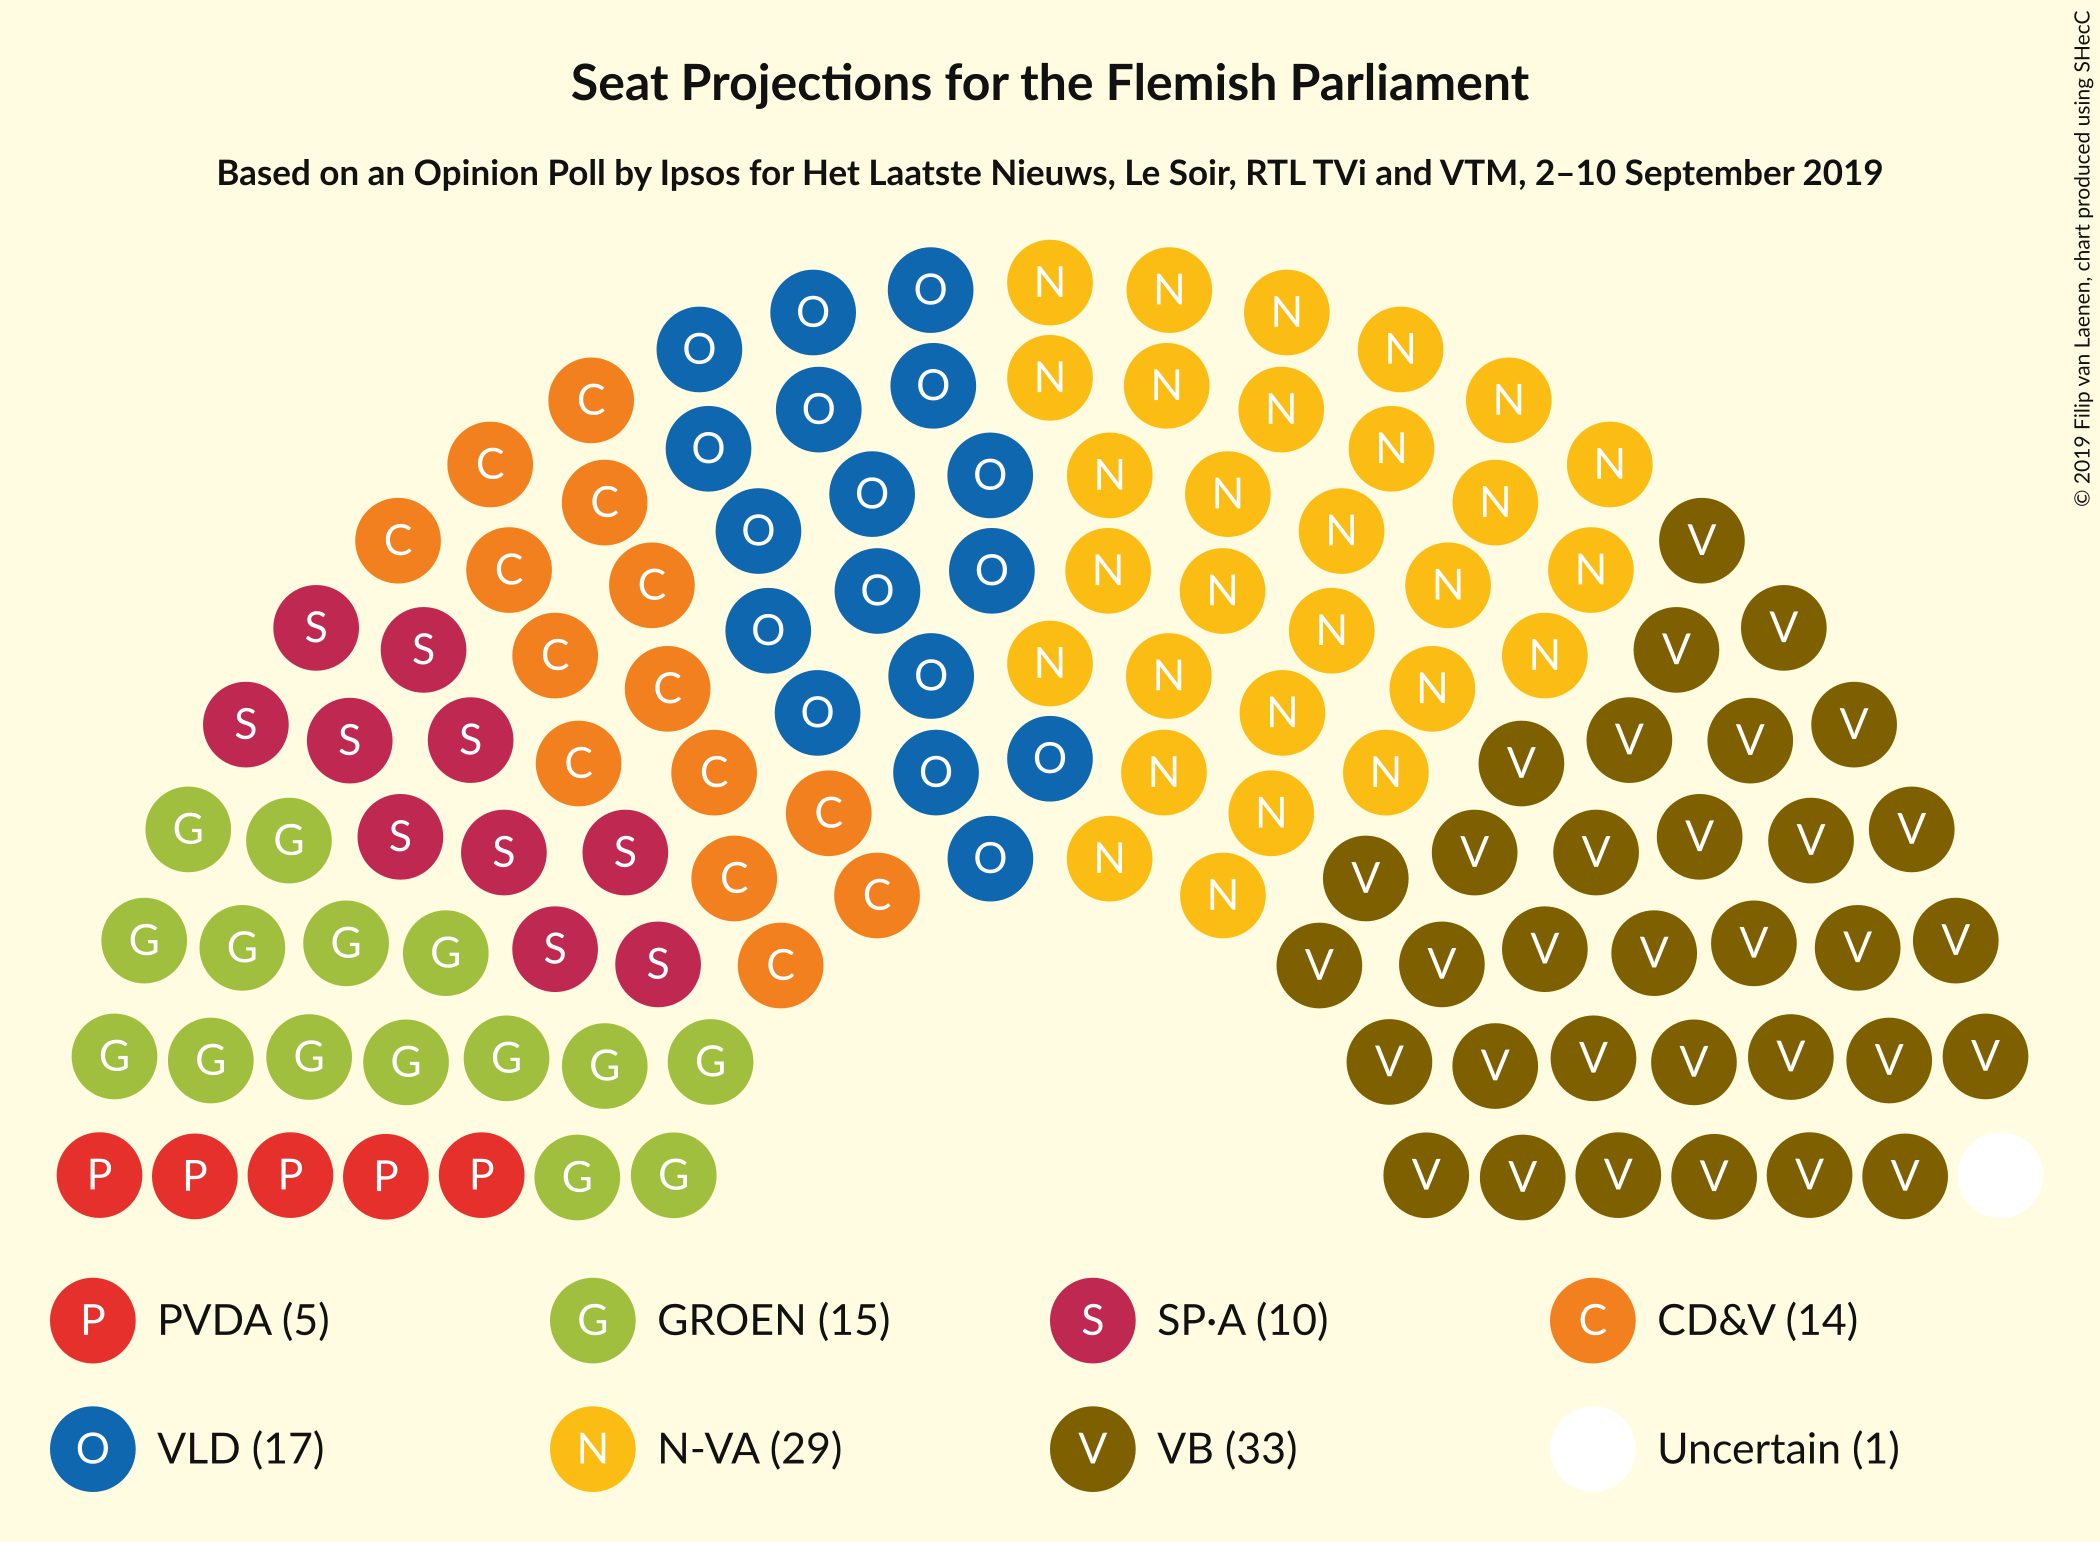 Seat Projections for the Flemish Parliament
Based on an Opinion Poll by Ipsos for Het Laatste Nieuws, Le Soir, RTL TVi and VTM, 2–10 September 2019
© 2019 Filip van Laenen, chart produced using SHecC
O O O N N N N
C O O O N N N N N
C C O O O N N N N N
C C C O O O N N N N N V
S S C C O O O N N N N N V V
S S S C C O O O N N N N V V V V
G G S S S C C O N N V V V V V V
G G G G S S C V V V V V V V
G G G G G G G V V V V V V V
P P P P P G G V V V V V V
P PVDA (5)
G GROEN (15)
S SP·A (10)
C CD&V (14)
O VLD (17)
N N-VA (29)
V VB (33)
Uncertain (1)